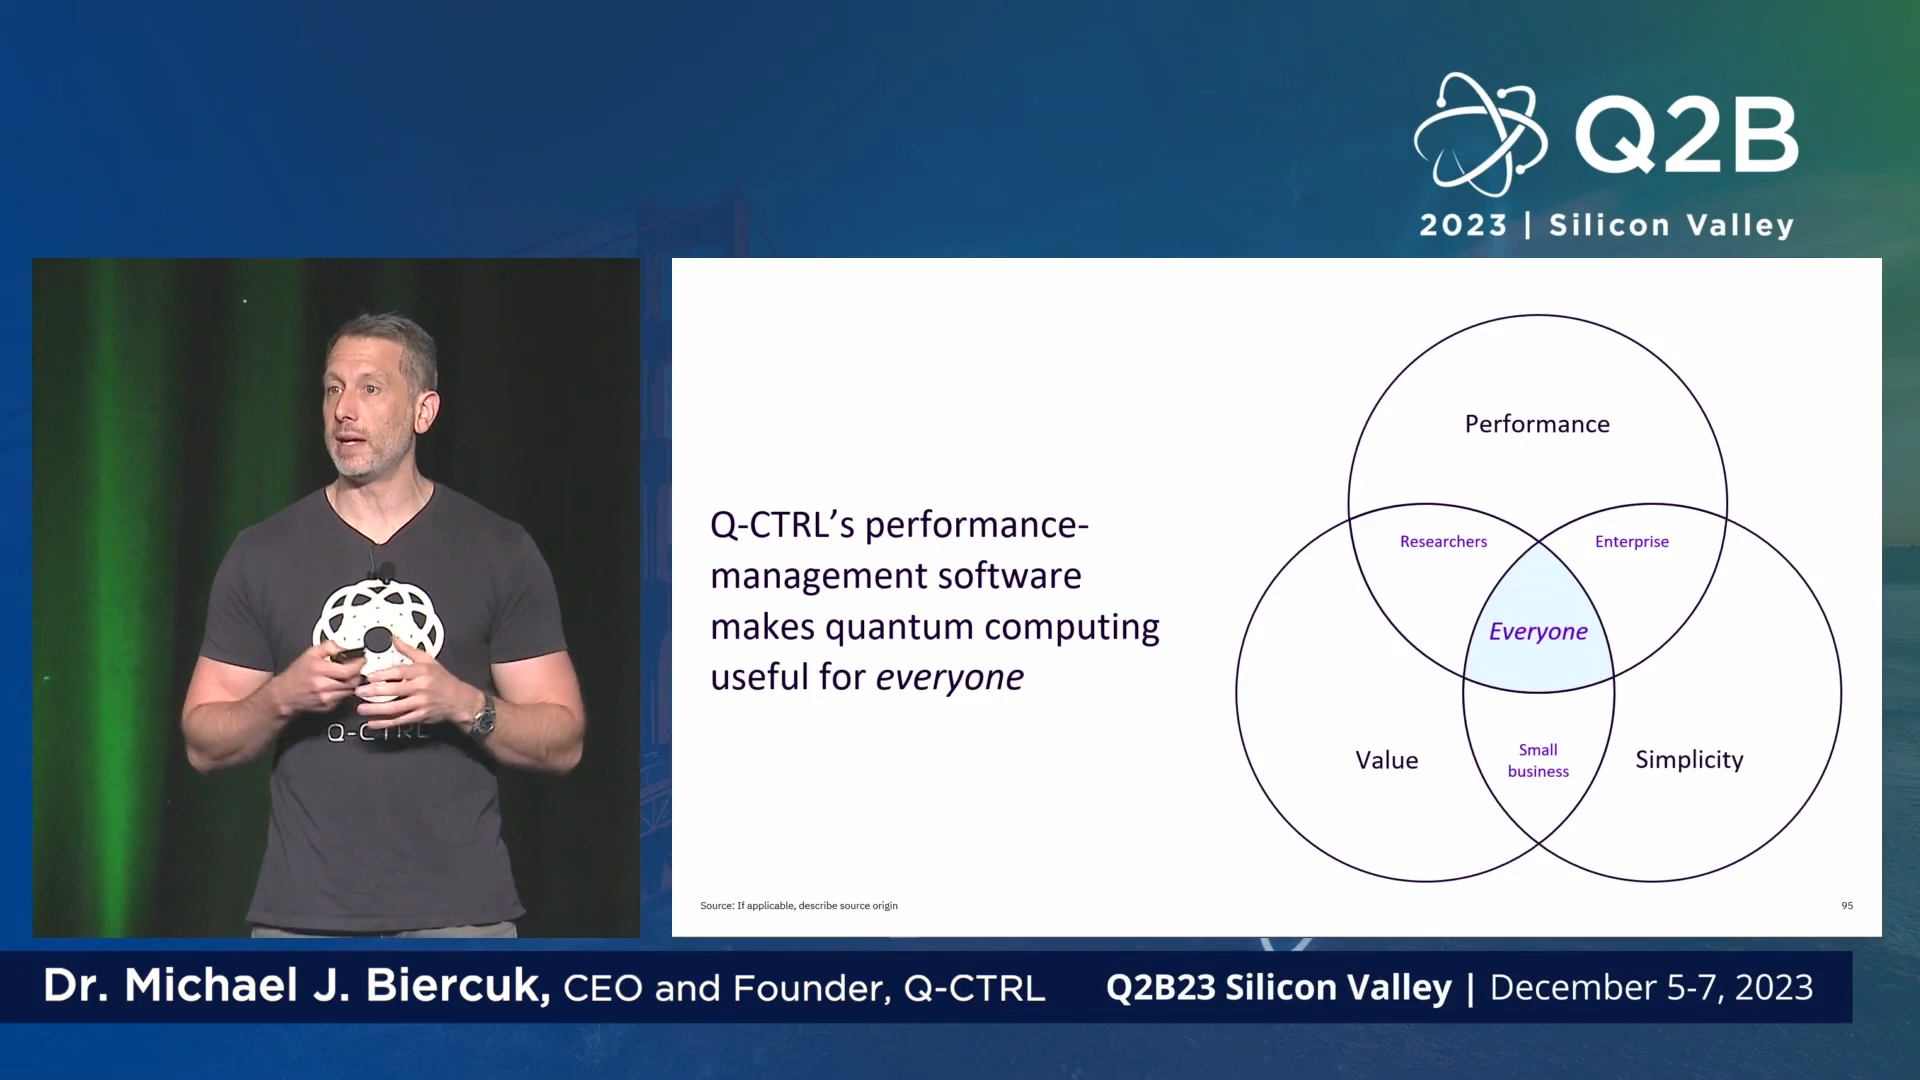 Q2B
2023 | Silicon Valley
Q-CTRL
Q-CTRL’s performance-
management software
makes quantum computing
useful for everyone
Performance
Researchers
Enterprise
Everyone
Value
Small
business
Simplicity
Source: If applicable, describe source origin
95
Dr. Michael J. Biercuk, CEO and Founder, Q-CTRL
Q2B23 Silicon Valley | December 5-7, 2023